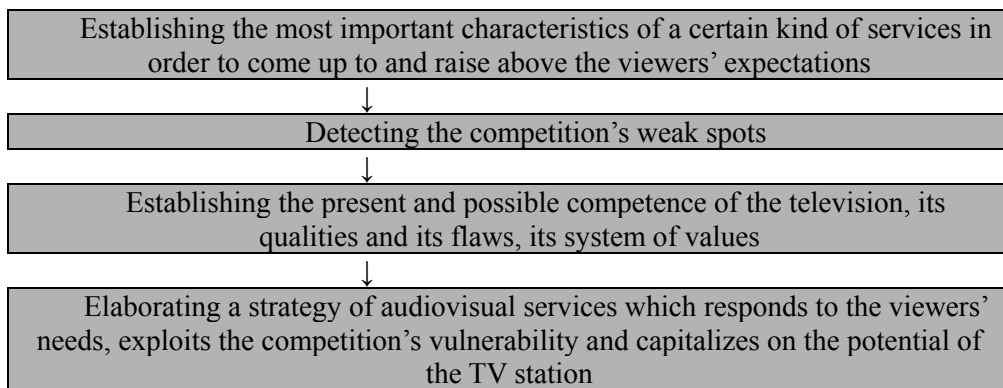 Establishing the most important characteristics of a certain kind of services in
order to come up to and raise above the viewers’ expectations
↓
Detecting the competition’s weak spots
↓
Establishing the present and possible competence of the television, its
qualities and its flaws, its system of values
↓
Elaborating a strategy of audiovisual services which responds to the viewers’
needs, exploits the competition’s vulnerability and capitalizes on the potential of
the TV station